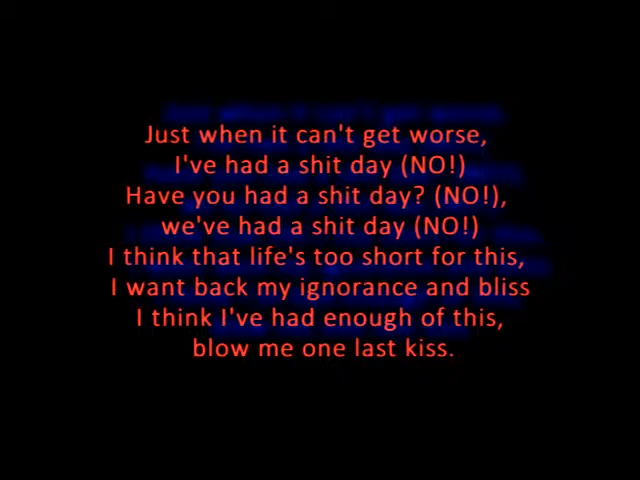 Just when it can't get worse,
I've had a shit day (NO!)
Have you had a shit day? (NO!),
we've had a shit day (NO!)
I think that life's too short for this,
I want back my ignorance and bliss
I think I've had enough of this,
blow me one last kiss.